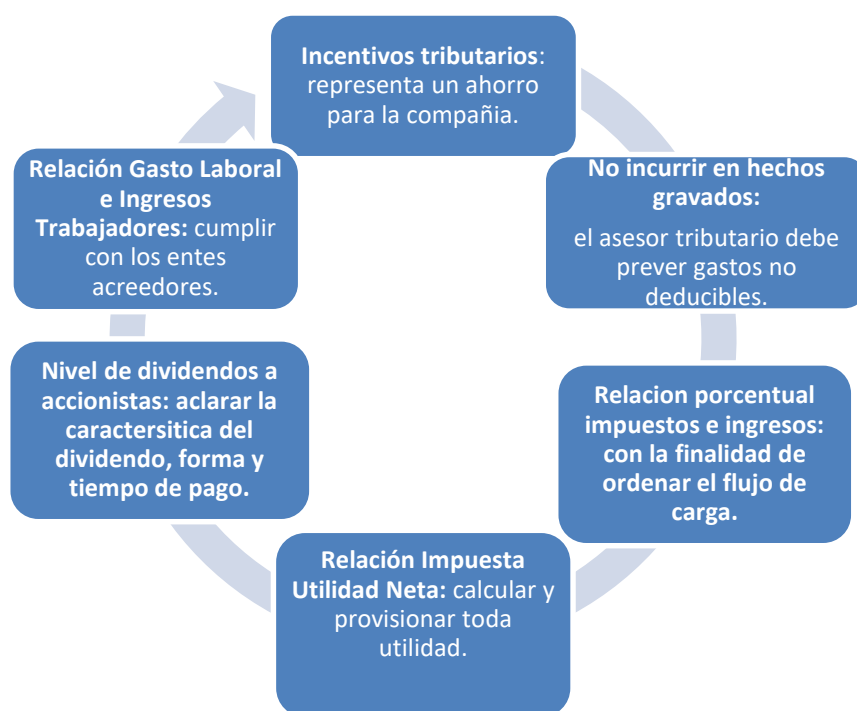 Incentivos tributarios:
representa un ahorro
para la compañia.
No incurrir en hechos
gravados:
el asesor tributario debe
prever gastos no
deducibles.
Relacion porcentual
impuestos e ingresos:
con la finalidad de
ordenar el flujo de
carga.
Relación Impuesta
Utilidad Neta: calcular y
provisionar toda
utilidad.
Nivel de dividendos a
accionistas: aclarar la
caractersitica del
dividendo, forma y
tiempo de pago.
Relación Gasto Laboral
e Ingresos
Trabajadores: cumplir
con los entes
acreedores.